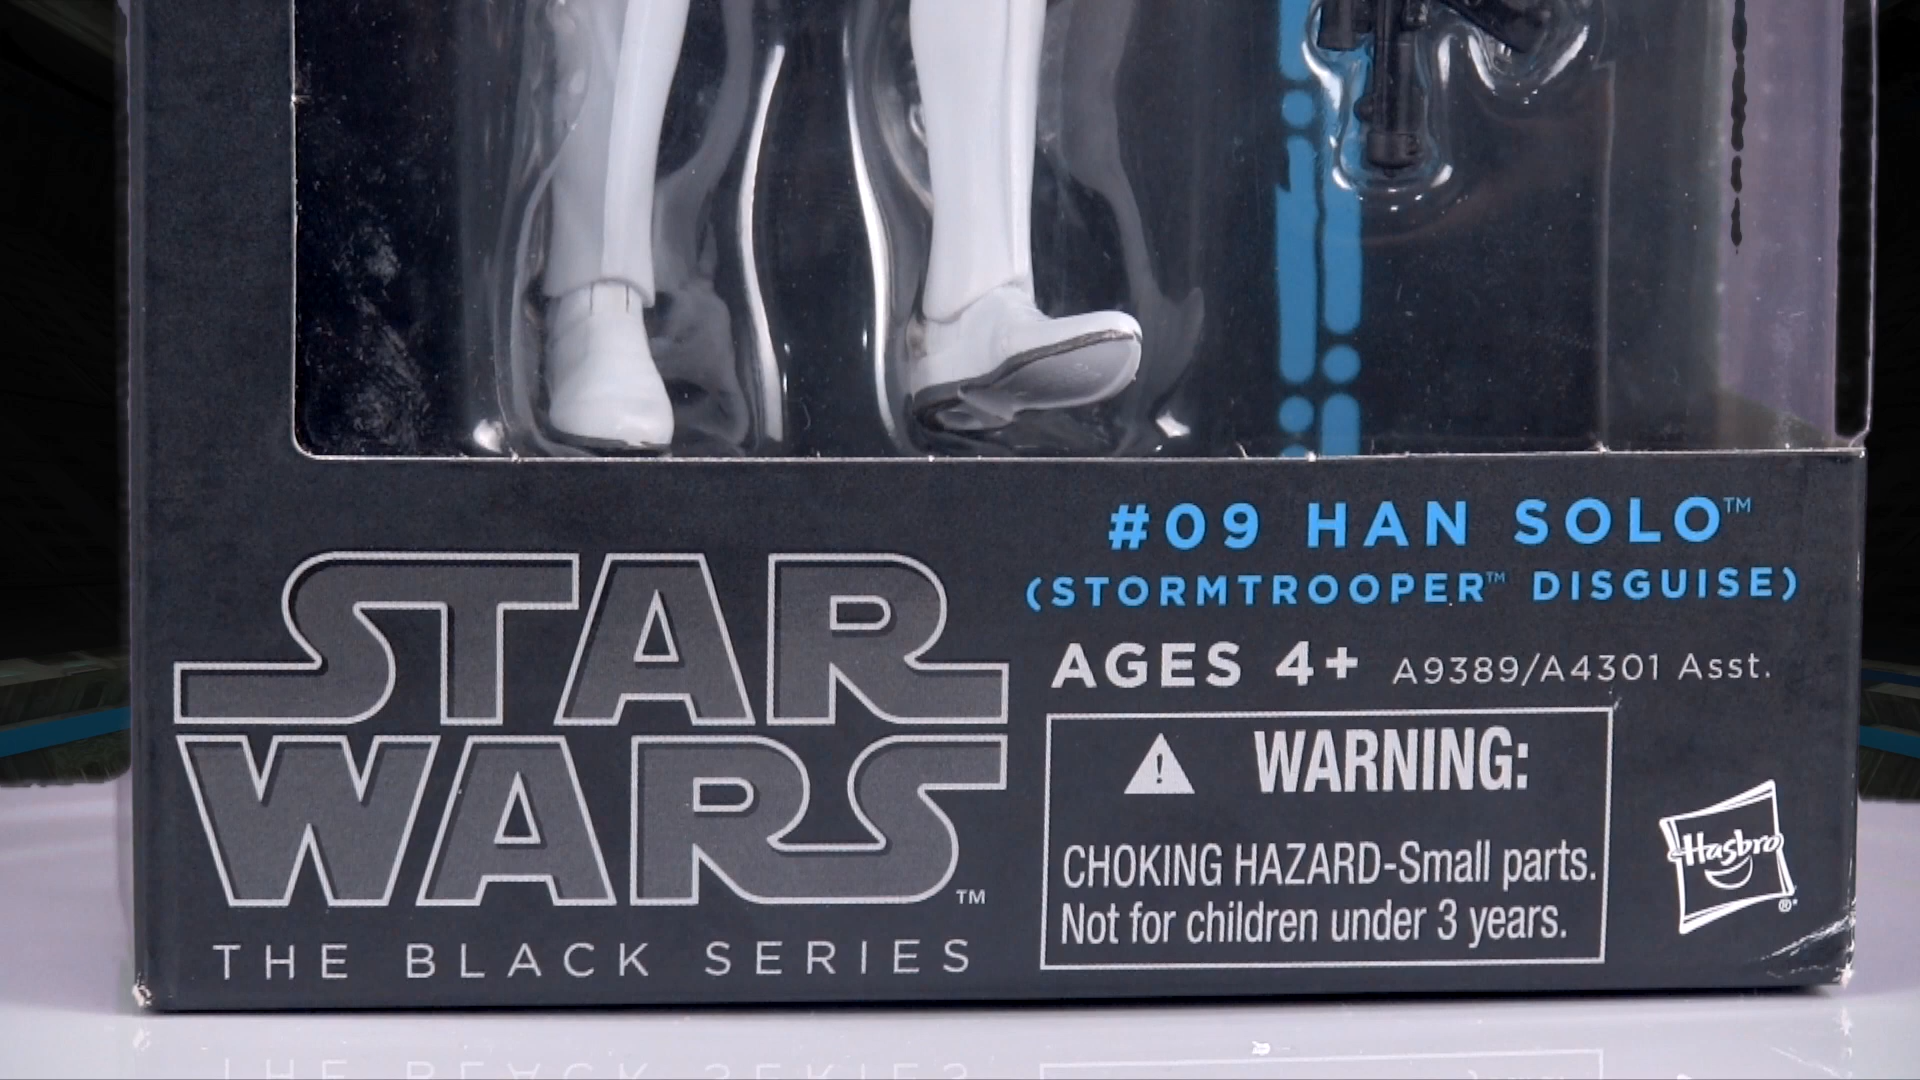 #09 HAN SOLO™
(STORMTROOPER™ DISGUISE)
AGES 4+ A9389/A4301 Asst.
STAR
WARS™
THE BLACK SERIES
WARNING:
CHOKING HAZARD-Small parts.
Not for children under 3 years.
Hasbro®